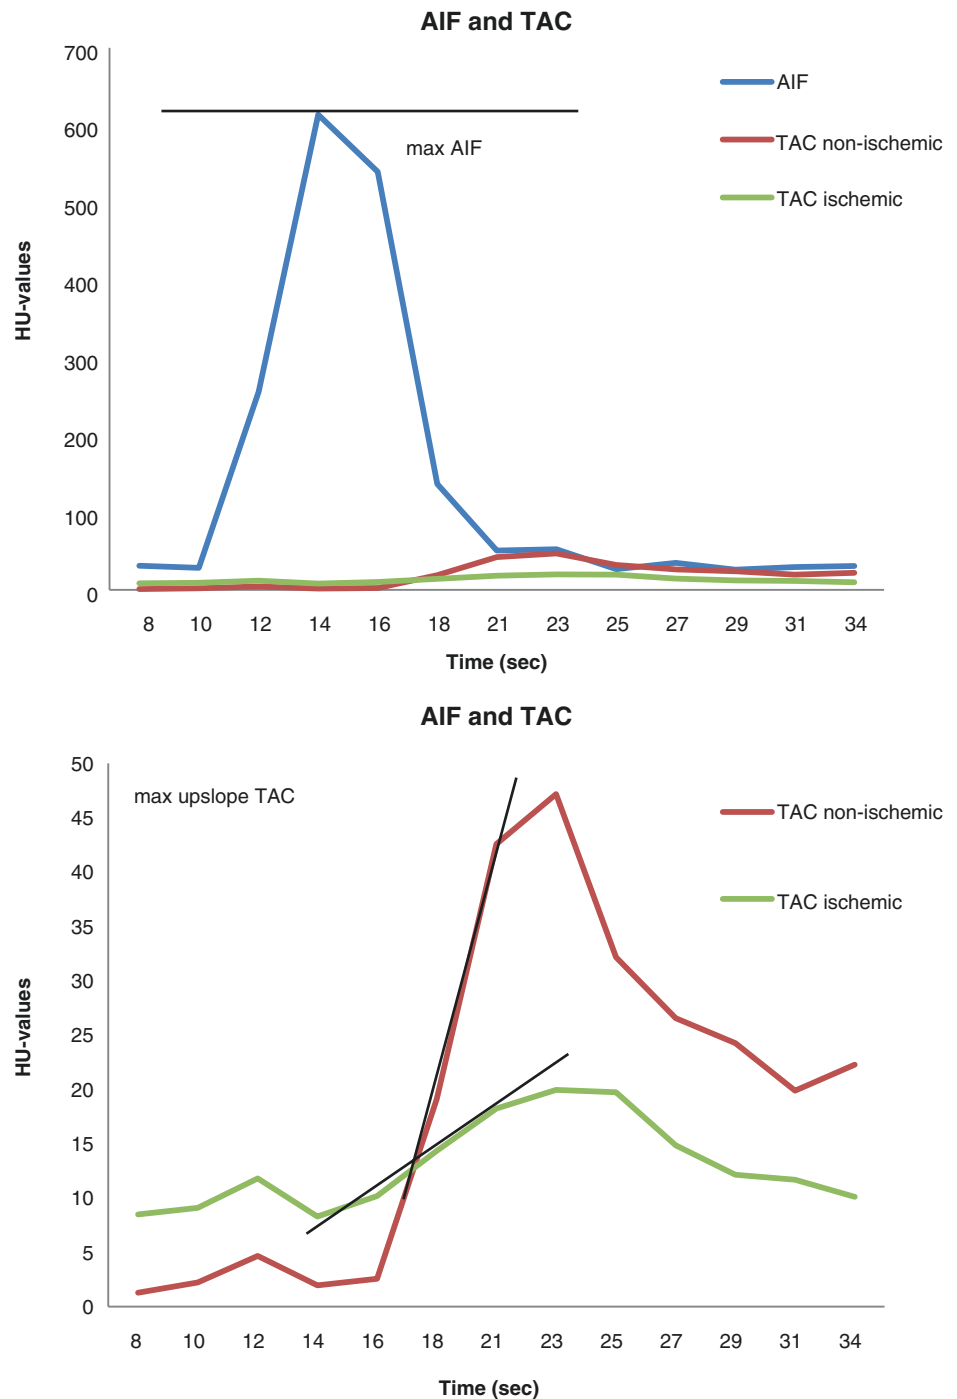 AIF and TAC
700
600
500
400
300
200
100
0
HU-values
max AIF
AIF
TAC non-ischemic
TAC ischemic
8 10 12 14 16 18 21 23 25 27 29 31 34
Time (sec)
AIF and TAC
50
45
40
35
30
25
20
15
10
5
0
HU-values
max upslope TAC
TAC non-ischemic
TAC ischemic
8 10 12 14 16 18 21 23 25 27 29 31 34
Time (sec)